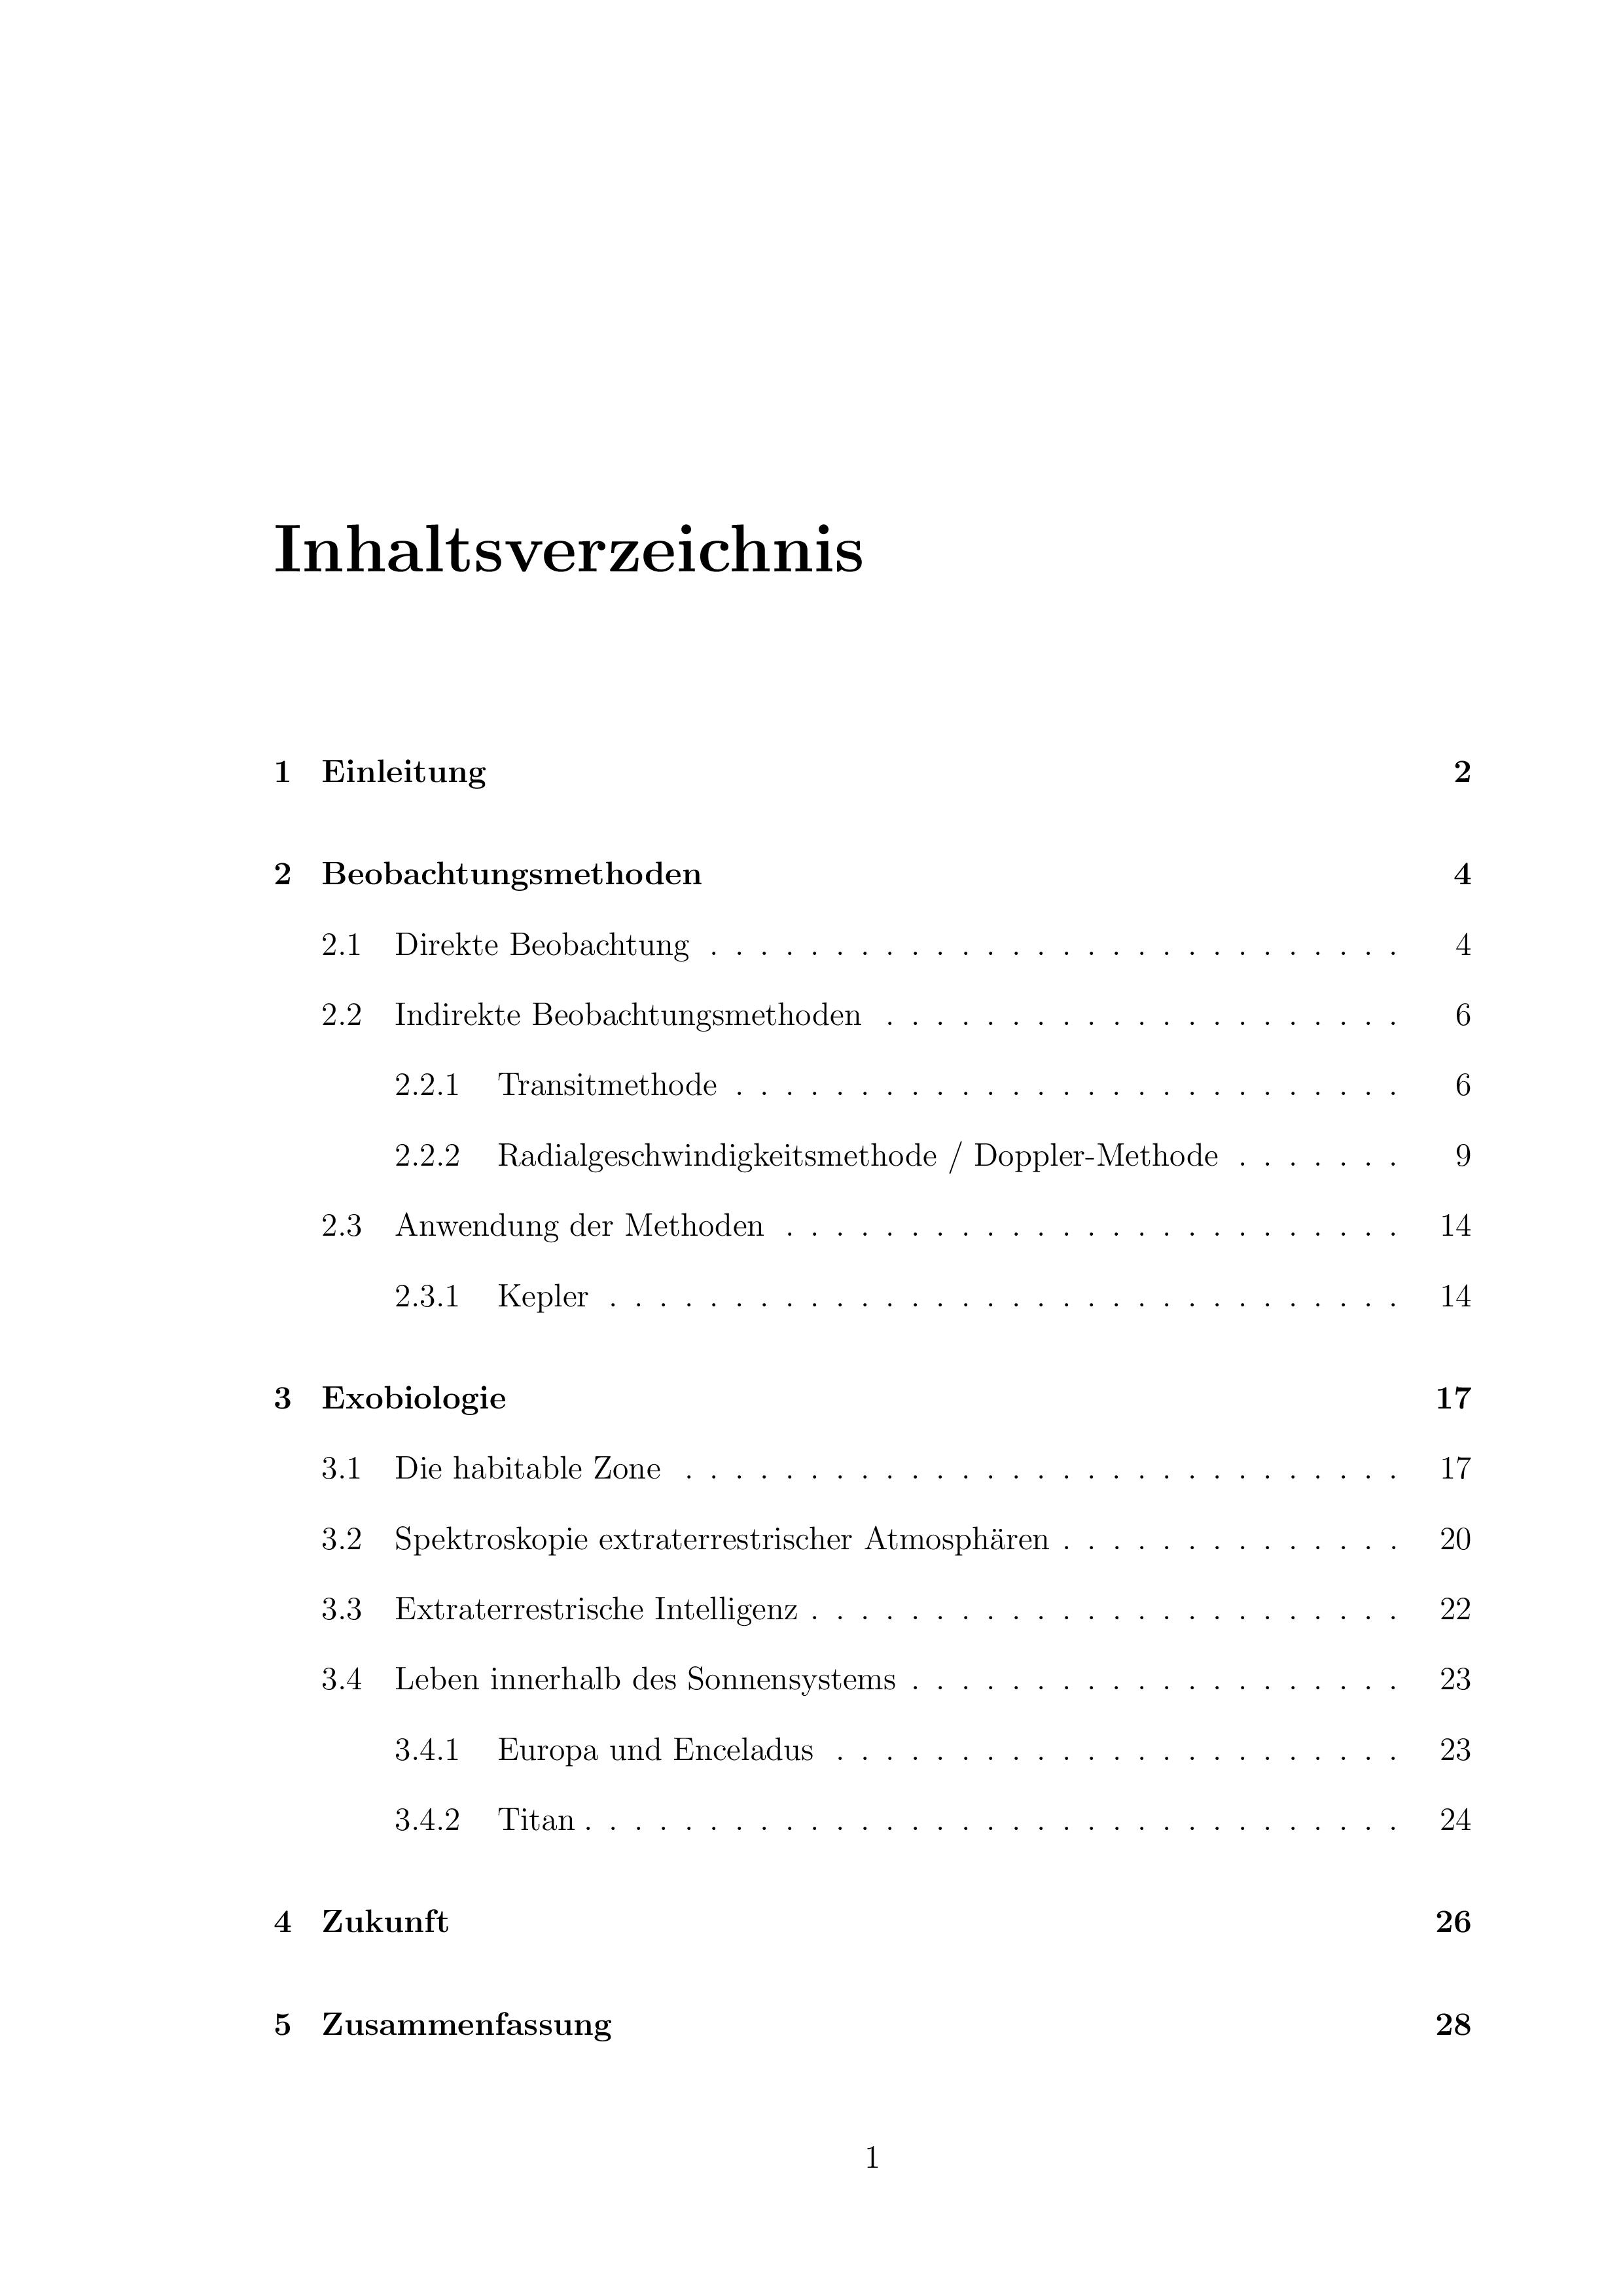 Inhaltsverzeichnis
1 Einleitung 2
2 Beobachtungsmethoden 4
2.1 Direkte Beobachtung . . . . . . . . . . . . . . . . . . . . . . . . . . . . 4
2.2 Indirekte Beobachtungsmethoden . . . . . . . . . . . . . . . . . . . . . 6
2.2.1 Transitmethode . . . . . . . . . . . . . . . . . . . . . . . . . . . 6
2.2.2 Radialgeschwindigkeitsmethode / Doppler-Methode . . . . . . . 9
2.3 Anwendung der Methoden . . . . . . . . . . . . . . . . . . . . . . . . . 14
2.3.1 Kepler . . . . . . . . . . . . . . . . . . . . . . . . . . . . . . . . 14
3 Exobiologie 17
3.1 Die habitable Zone . . . . . . . . . . . . . . . . . . . . . . . . . . . . . 17
3.2 Spektroskopie extraterrestrischer Atmosphären . . . . . . . . . . . . . . 20
3.3 Extraterrestrische Intelligenz . . . . . . . . . . . . . . . . . . . . . . . . 22
3.4 Leben innerhalb des Sonnensystems . . . . . . . . . . . . . . . . . . . . 23
3.4.1 Europa und Enceladus . . . . . . . . . . . . . . . . . . . . . . . 23
3.4.2 Titan . . . . . . . . . . . . . . . . . . . . . . . . . . . . . . . . . 24
4 Zukunft 26
5 Zusammenfassung 28
1